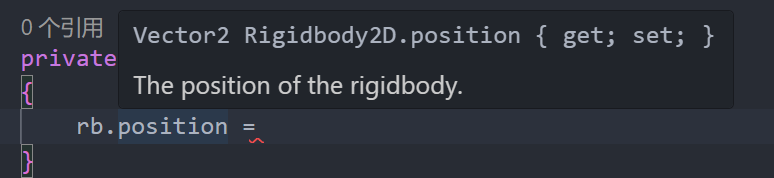 0 个引用
private
Vector2 Rigidbody2D.position { get; set; }
The position of the rigidbody.
{
rb.position =
}